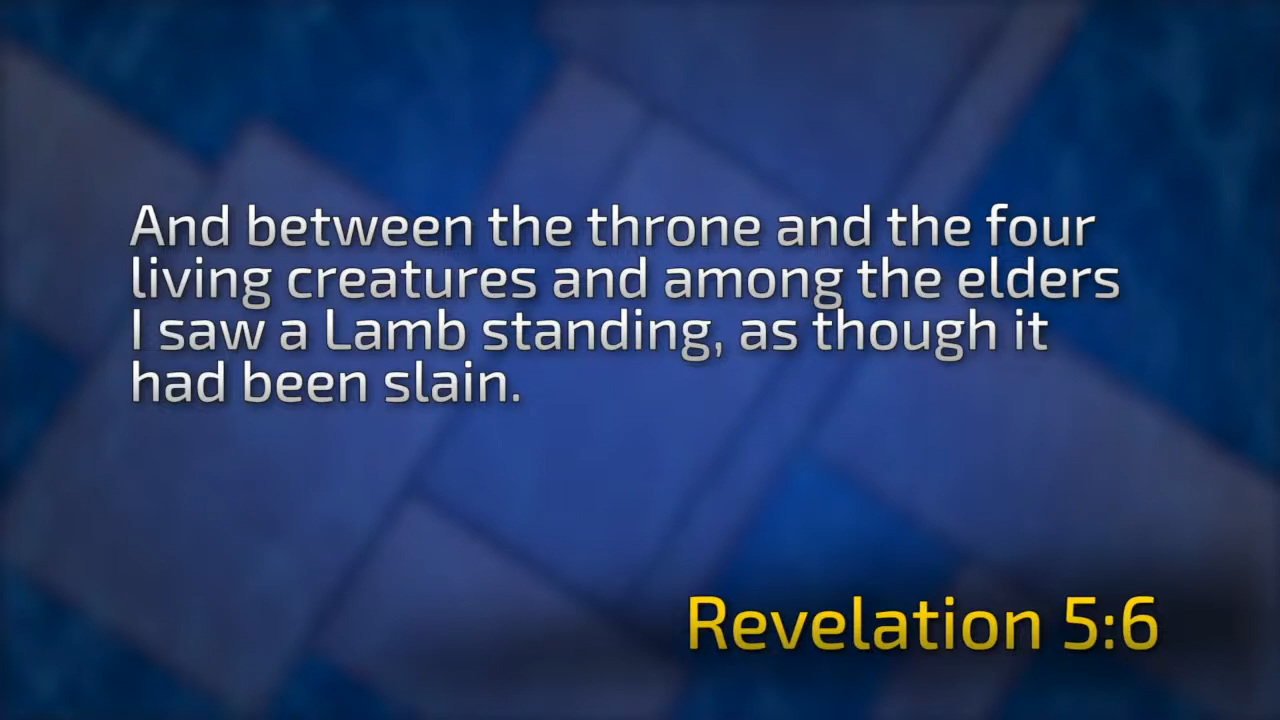 And between the throne and the four
living creatures and among the elders
I saw a Lamb standing, as though it
had been slain.
Revelation 5:6